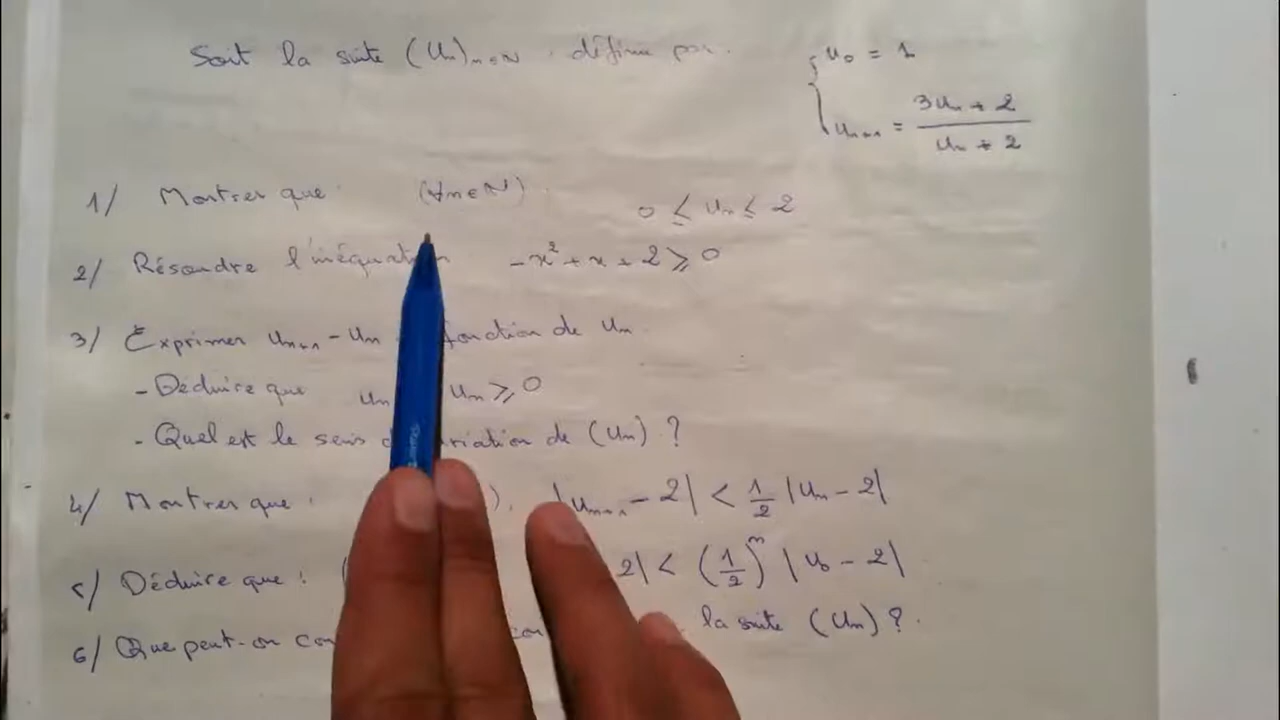 Soit la suite (Un)n∈N définie par { u0 = 1
un+1 = (3un + 2)/(un + 2)
1/ Montrer que (∀n∈N) 0 ≤ un ≤ 2
2/ Résoudre l'inéquation -x² + x + 2 ≥ 0
3/ Exprimer un+1 - un fonction de un
- Déduire que un un ≥ 0
- Quel est le sens de variation de (un) ?
4/ Montrer que : |un+1 - 2| < 1/2 |un - 2|
5/ Déduire que : 2| < (1/2)^n |u0 - 2|
6/ Que peut-on la suite (un) ?